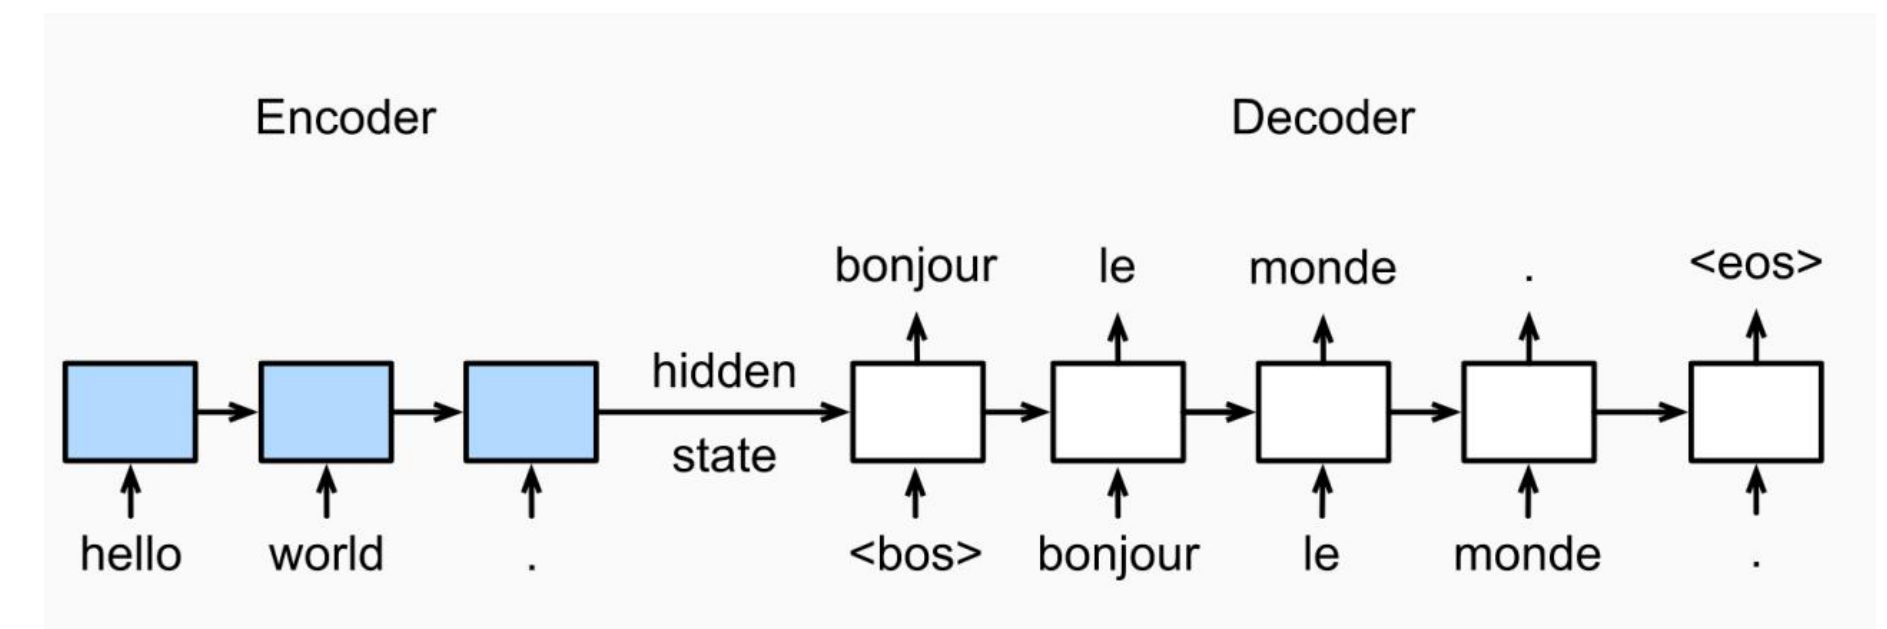 Encoder Decoder
bonjour le monde . <eos>
hidden
state
hello world . <bos> bonjour le monde .